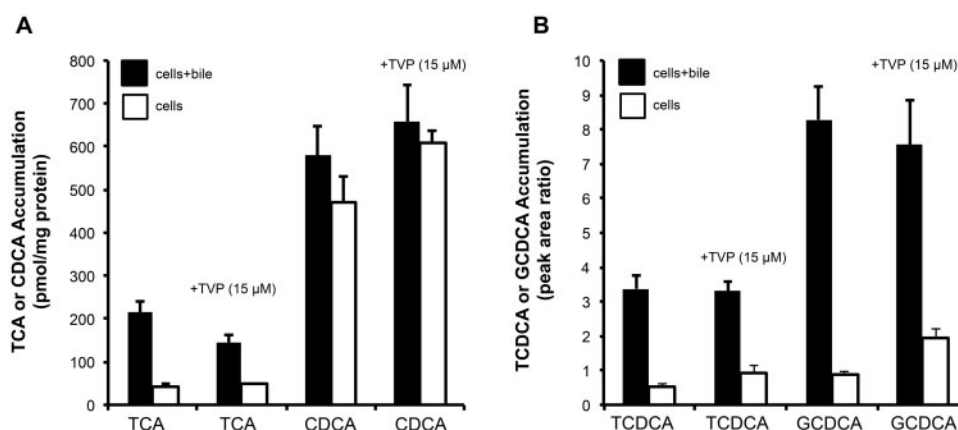 A
TCA or CDCA Accumulation
(pmol/mg protein)
800
700
600
500
400
300
200
100
0
cells+bile
cells
+TVP (15 µM)
+TVP (15 µM)
TCA
TCA
CDCA
CDCA
B
TCDCA or GCDCA Accumulation
(peak area ratio)
10
9
8
7
6
5
4
3
2
1
0
cells+bile
cells
+TVP (15 µM)
+TVP (15 µM)
TCDCA
TCDCA
GCDCA
GCDCA